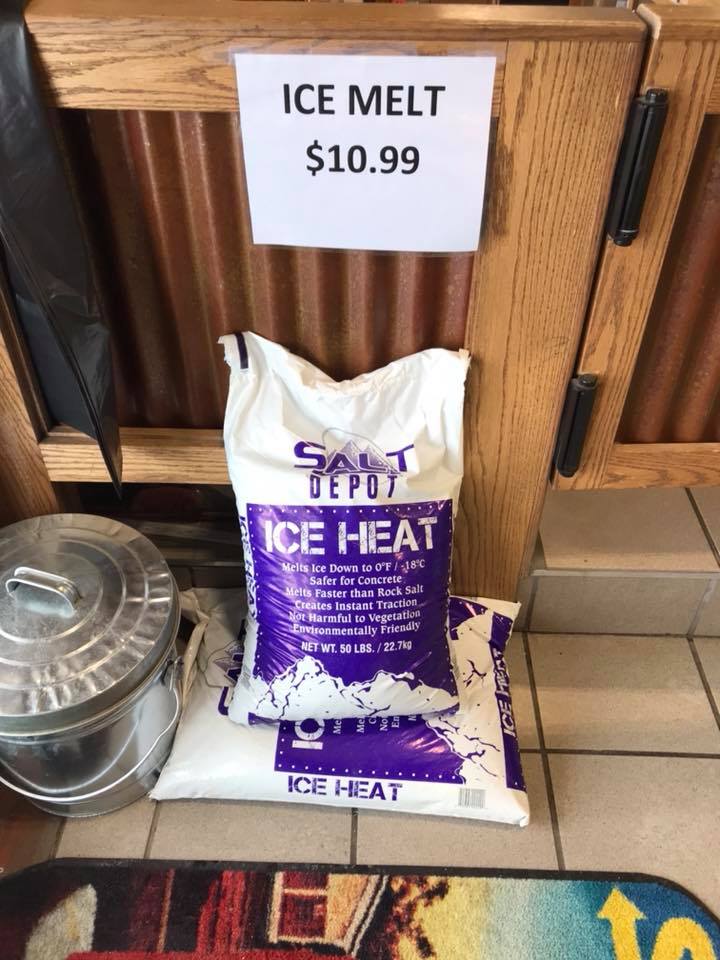 ICE MELT
$10.99
SALT
DEPOT
ICE HEAT
Melts Ice Down to 0°F / -18°C
Safer for Concrete
Melts Faster than Rock Salt
Creates Instant Traction
Not Harmful to Vegetation
Environmentally Friendly
NET WT. 50 LBS. / 22.7kg
ICE HEAT
ICE HEAT